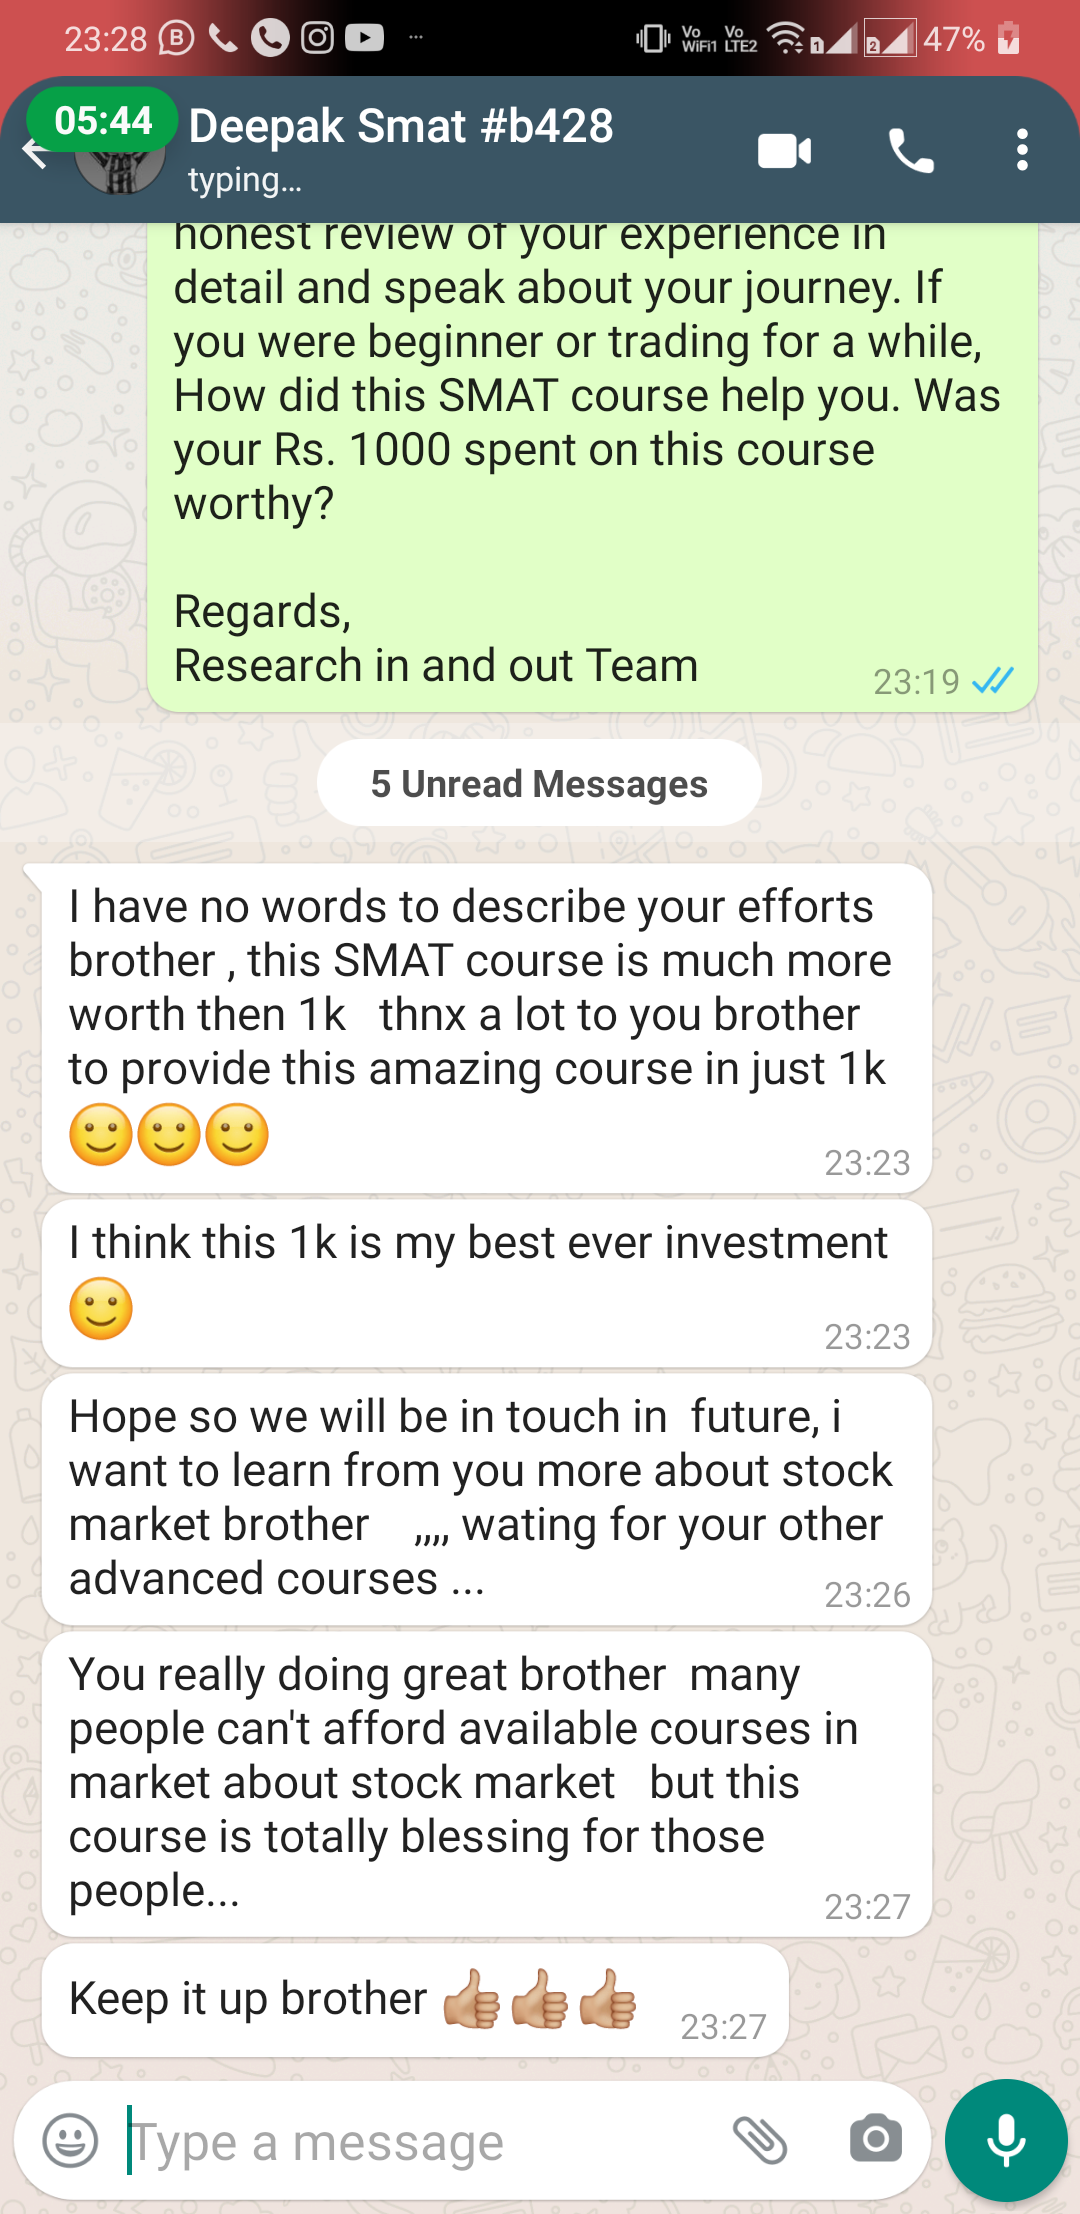 23:28
Vo WiFi1 Vo LTE2 1 2 47%
05:44
Deepak Smat #b428
typing...
honest review of your experience in
detail and speak about your journey. If
you were beginner or trading for a while,
How did this SMAT course help you. Was
your Rs. 1000 spent on this course
worthy?
Regards,
Research in and out Team
23:19
5 Unread Messages
I have no words to describe your efforts
brother , this SMAT course is much more
worth then 1k   thnx a lot to you brother
to provide this amazing course in just 1k
🙂🙂🙂
23:23
I think this 1k is my best ever investment
🙂
23:23
Hope so we will be in touch in  future, i
want to learn from you more about stock
market brother    ,,,, wating for your other
advanced courses ...
23:26
You really doing great brother  many
people can't afford available courses in
market about stock market   but this
course is totally blessing for those
people...
23:27
Keep it up brother 👍🏼👍🏼👍🏼
23:27
Type a message